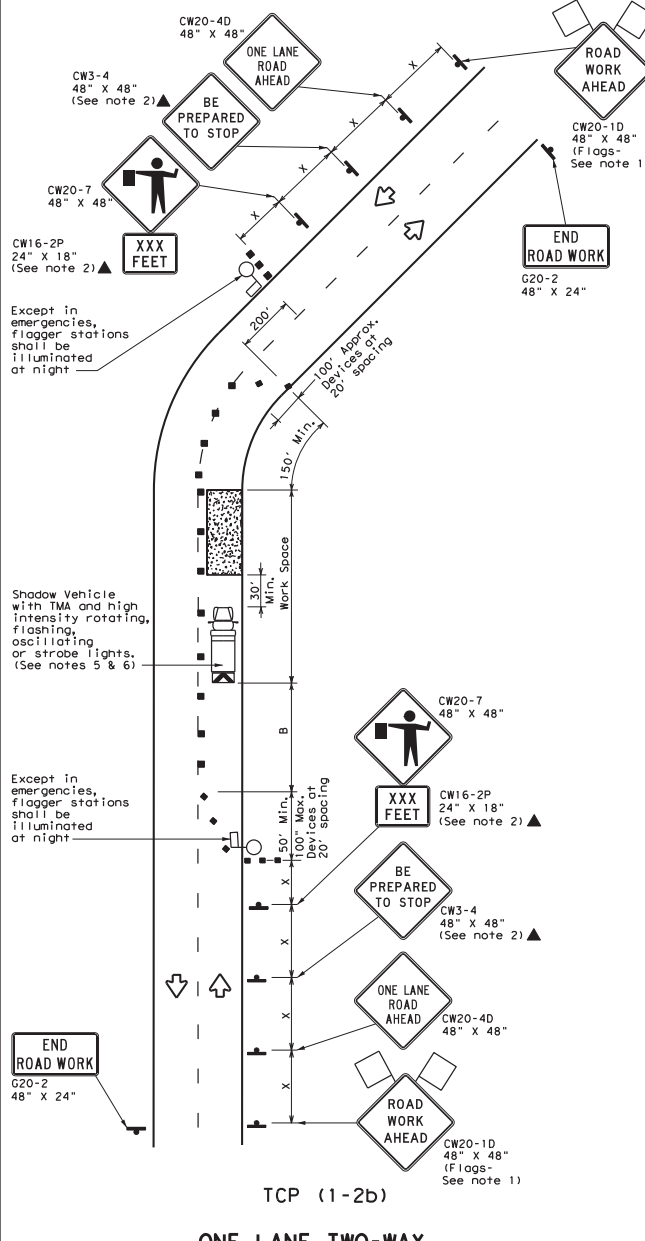 CW20-4D
48" X 48"
ONE LANE
ROAD
AHEAD
ROAD
WORK
AHEAD
CW20-1D
48" X 48"
(Flags-
See note 1
CW3-4
48" X 48"
(See note 2)
BE
PREPARED
TO STOP
X
X
X
X
CW20-7
48" X 48"
XXX
FEET
CW16-2P
24" X 18"
(See note 2)
END
ROAD WORK
G20-2
48" X 24"
Except in
emergencies,
flagger stations
shall be
illuminated
at night
200'
100' Approx.
Devices at
20' spacing
150' Min.
Work Space
30'
Min.
Shadow Vehicle
with TMA and high
intensity rotating,
flashing,
oscillating
or strobe lights.
(See notes 5 & 6)
B
CW20-7
48" X 48"
XXX
FEET
CW16-2P
24" X 18"
(See note 2)
Except in
emergencies,
flagger stations
shall be
illuminated
at night
50' Min.
100" Max.
Devices at
20' spacing
X
X
X
X
BE
PREPARED
TO STOP
CW3-4
48" X 48"
(See note 2)
ONE LANE
ROAD
AHEAD
CW20-4D
48" X 48"
END
ROAD WORK
G20-2
48" X 24"
ROAD
WORK
AHEAD
CW20-1D
48" X 48"
(Flags-
See note 1)
TCP (1-2b)
ONE LANE TWO-WAY